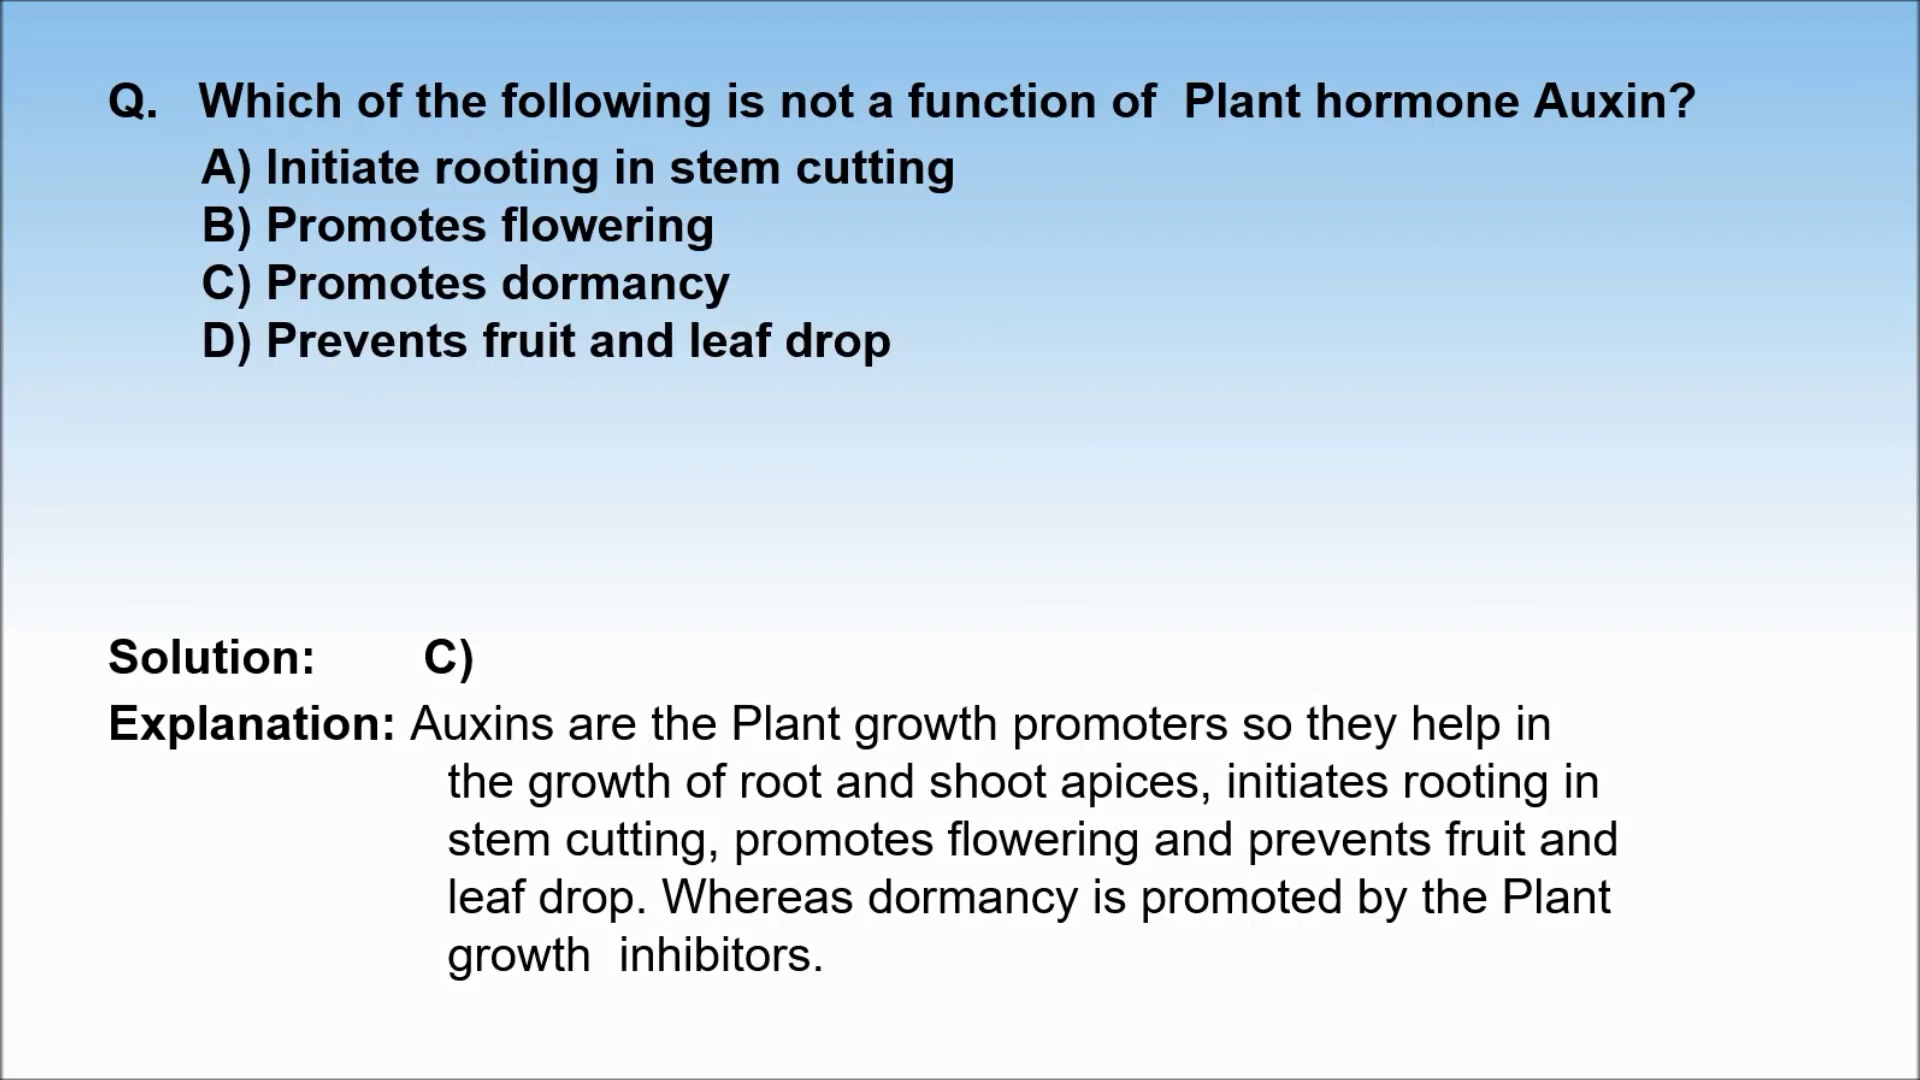 Q. Which of the following is not a function of Plant hormone Auxin?
A) Initiate rooting in stem cutting
B) Promotes flowering
C) Promotes dormancy
D) Prevents fruit and leaf drop
Solution: C)
Explanation: Auxins are the Plant growth promoters so they help in
the growth of root and shoot apices, initiates rooting in
stem cutting, promotes flowering and prevents fruit and
leaf drop. Whereas dormancy is promoted by the Plant
growth inhibitors.